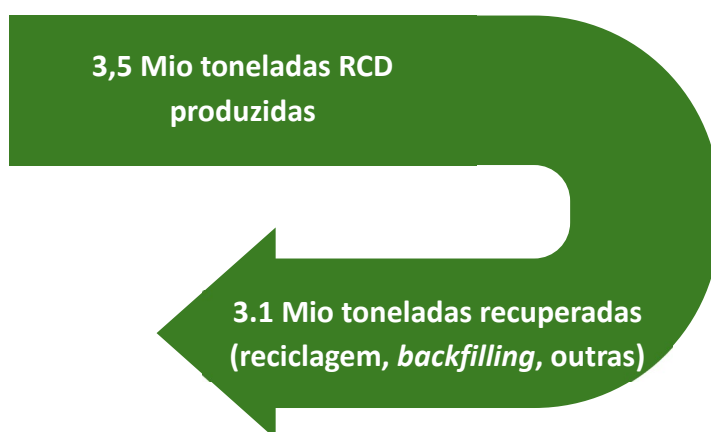 3,5 Mio toneladas RCD
produzidas
3.1 Mio toneladas recuperadas
(reciclagem, backfilling, outras)